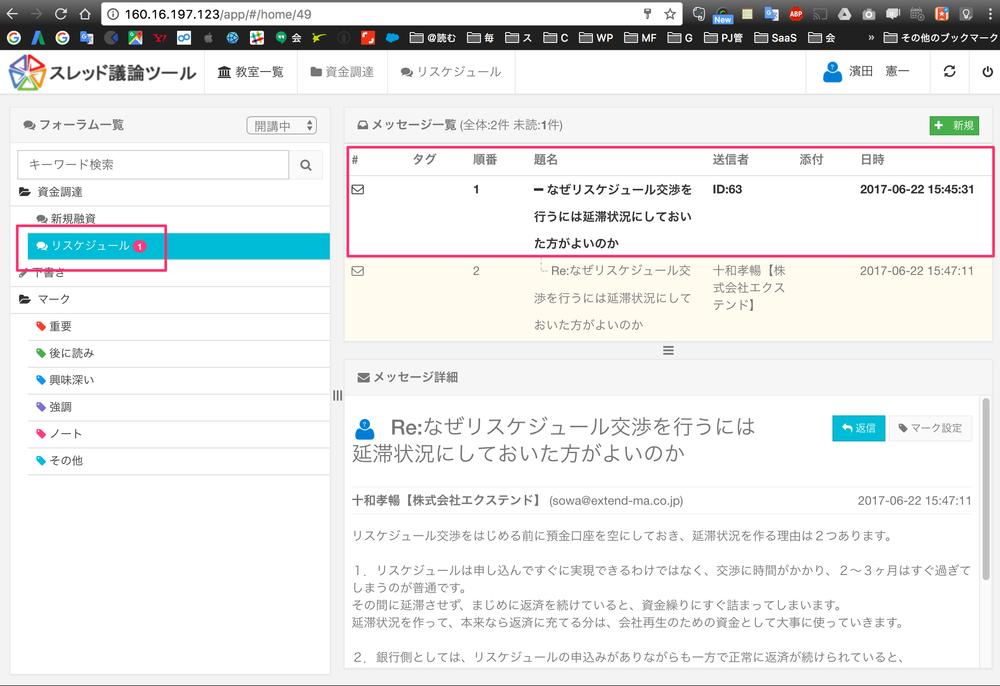 160.16.197.123/app/#/home/49
New
ABP
@読む 毎 ス C WP MF G PJ管 SaaS 会 » その他のブックマーク
会
スレッド議論ツール 教室一覧 資金調達 リスケジュール 濱田　憲一
フォーラム一覧 開講中
キーワード検索
資金調達
新規融資
リスケジュール 1
下書き
マーク
重要
後に読み
興味深い
強調
ノート
その他
メッセージ一覧 (全体:2件 未読:1件) + 新規
# タグ 順番 題名 送信者 添付 日時
1 ━ なぜリスケジュール交渉を ID:63 2017-06-22 15:45:31
行うには延滞状況にしておい
た方がよいのか
2 Re:なぜリスケジュール交 十和孝暢【株 2017-06-22 15:47:11
渉を行うには延滞状況にして 式会社エクス
おいた方がよいのか テンド】
メッセージ詳細
Re:なぜリスケジュール交渉を行うには 返信 マーク設定
延滞状況にしておいた方がよいのか
十和孝暢【株式会社エクステンド】 (sowa@extend-ma.co.jp) 2017-06-22 15:47:11
リスケジュール交渉をはじめる前に預金口座を空にしておき、延滞状況を作る理由は２つあります。
１．リスケジュールは申し込んですぐに実現できるわけではなく、交渉に時間がかかり、２〜３ヶ月はすぐ過ぎて
しまうのが普通です。
その間に延滞させず、まじめに返済を続けていると、資金繰りにすぐ詰まってしまいます。
延滞状況を作って、本来なら返済に充てる分は、会社再生のための資金として大事に使っていきます。
２．銀行側としては、リスケジュールの申込みがありながらも一方で正常に返済が続けられていると、